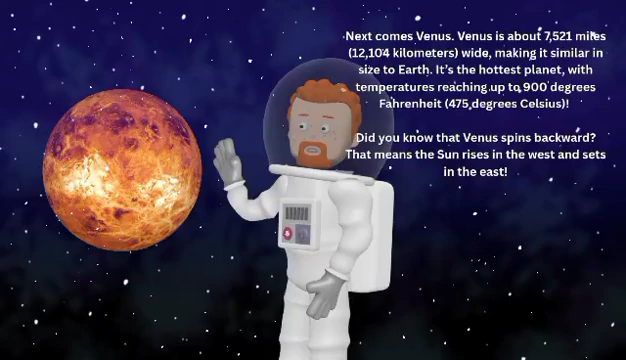 Next comes Venus. Venus is about 7,521 miles
(12,104 kilometers) wide, making it similar in
size to Earth. It's the hottest planet, with
temperatures reaching up to 900 degrees
Fahrenheit (475 degrees Celsius)!
Did you know that Venus spins backward?
That means the Sun rises in the west and sets
in the east!